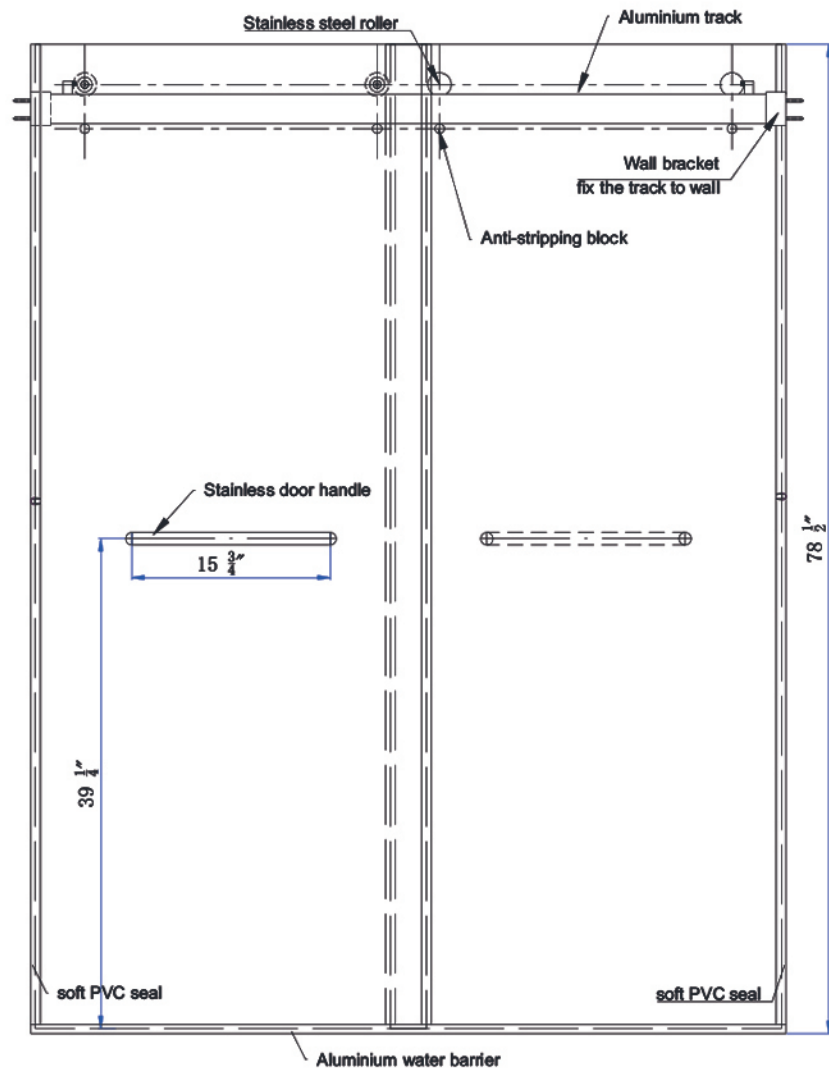 Stainless steel roller
Aluminium track
Wall bracket
fix the track to wall
Anti-stripping block
Stainless door handle
15 3/4"
78 1/2"
39 1/4"
soft PVC seal
soft PVC seal
Aluminium water barrier